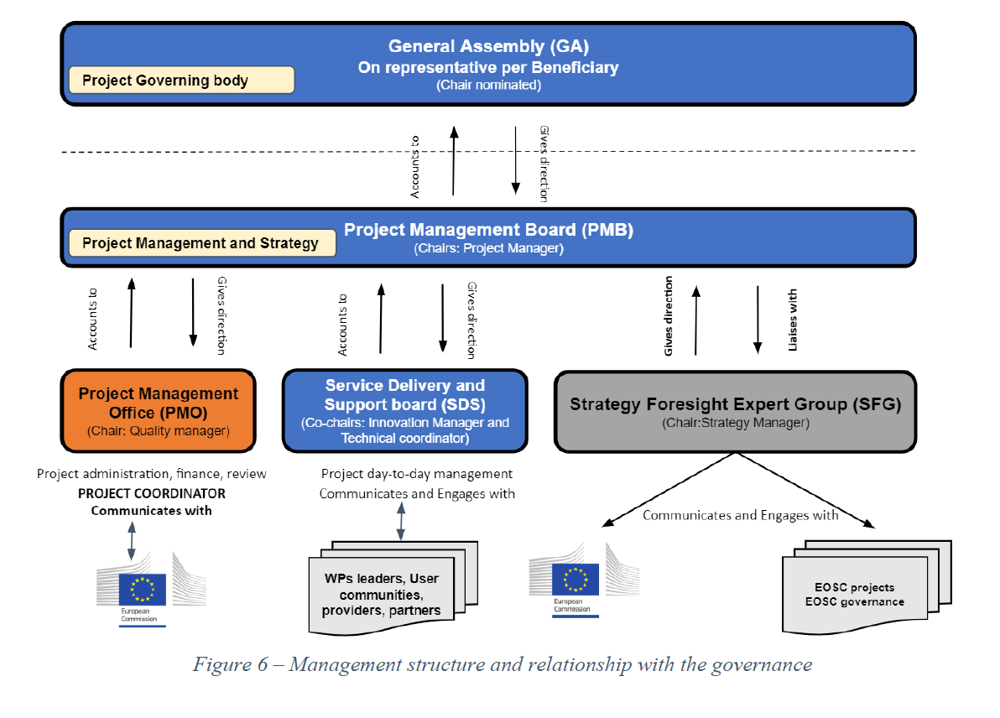 General Assembly (GA)
On representative per Beneficiary
(Chair nominated)
Project Governing body
Accounts to
Gives direction
Project Management Board (PMB)
(Chairs: Project Manager)
Project Management and Strategy
Accounts to
Gives direction
Accounts to
Gives direction
Gives direction
Liaises with
Project Management
Office (PMO)
(Chair: Quality manager)
Service Delivery and
Support board (SDS)
(Co-chairs: Innovation Manager and
Technical coordinator)
Strategy Foresight Expert Group (SFG)
(Chair:Strategy Manager)
Project administration, finance, review
PROJECT COORDINATOR
Communicates with
Project day-to-day management
Communicates and Engages with
Communicates and Engages with
European
Commission
WPs leaders, User
communities,
providers, partners
European
Commission
EOSC projects
EOSC governance
Figure 6 – Management structure and relationship with the governance